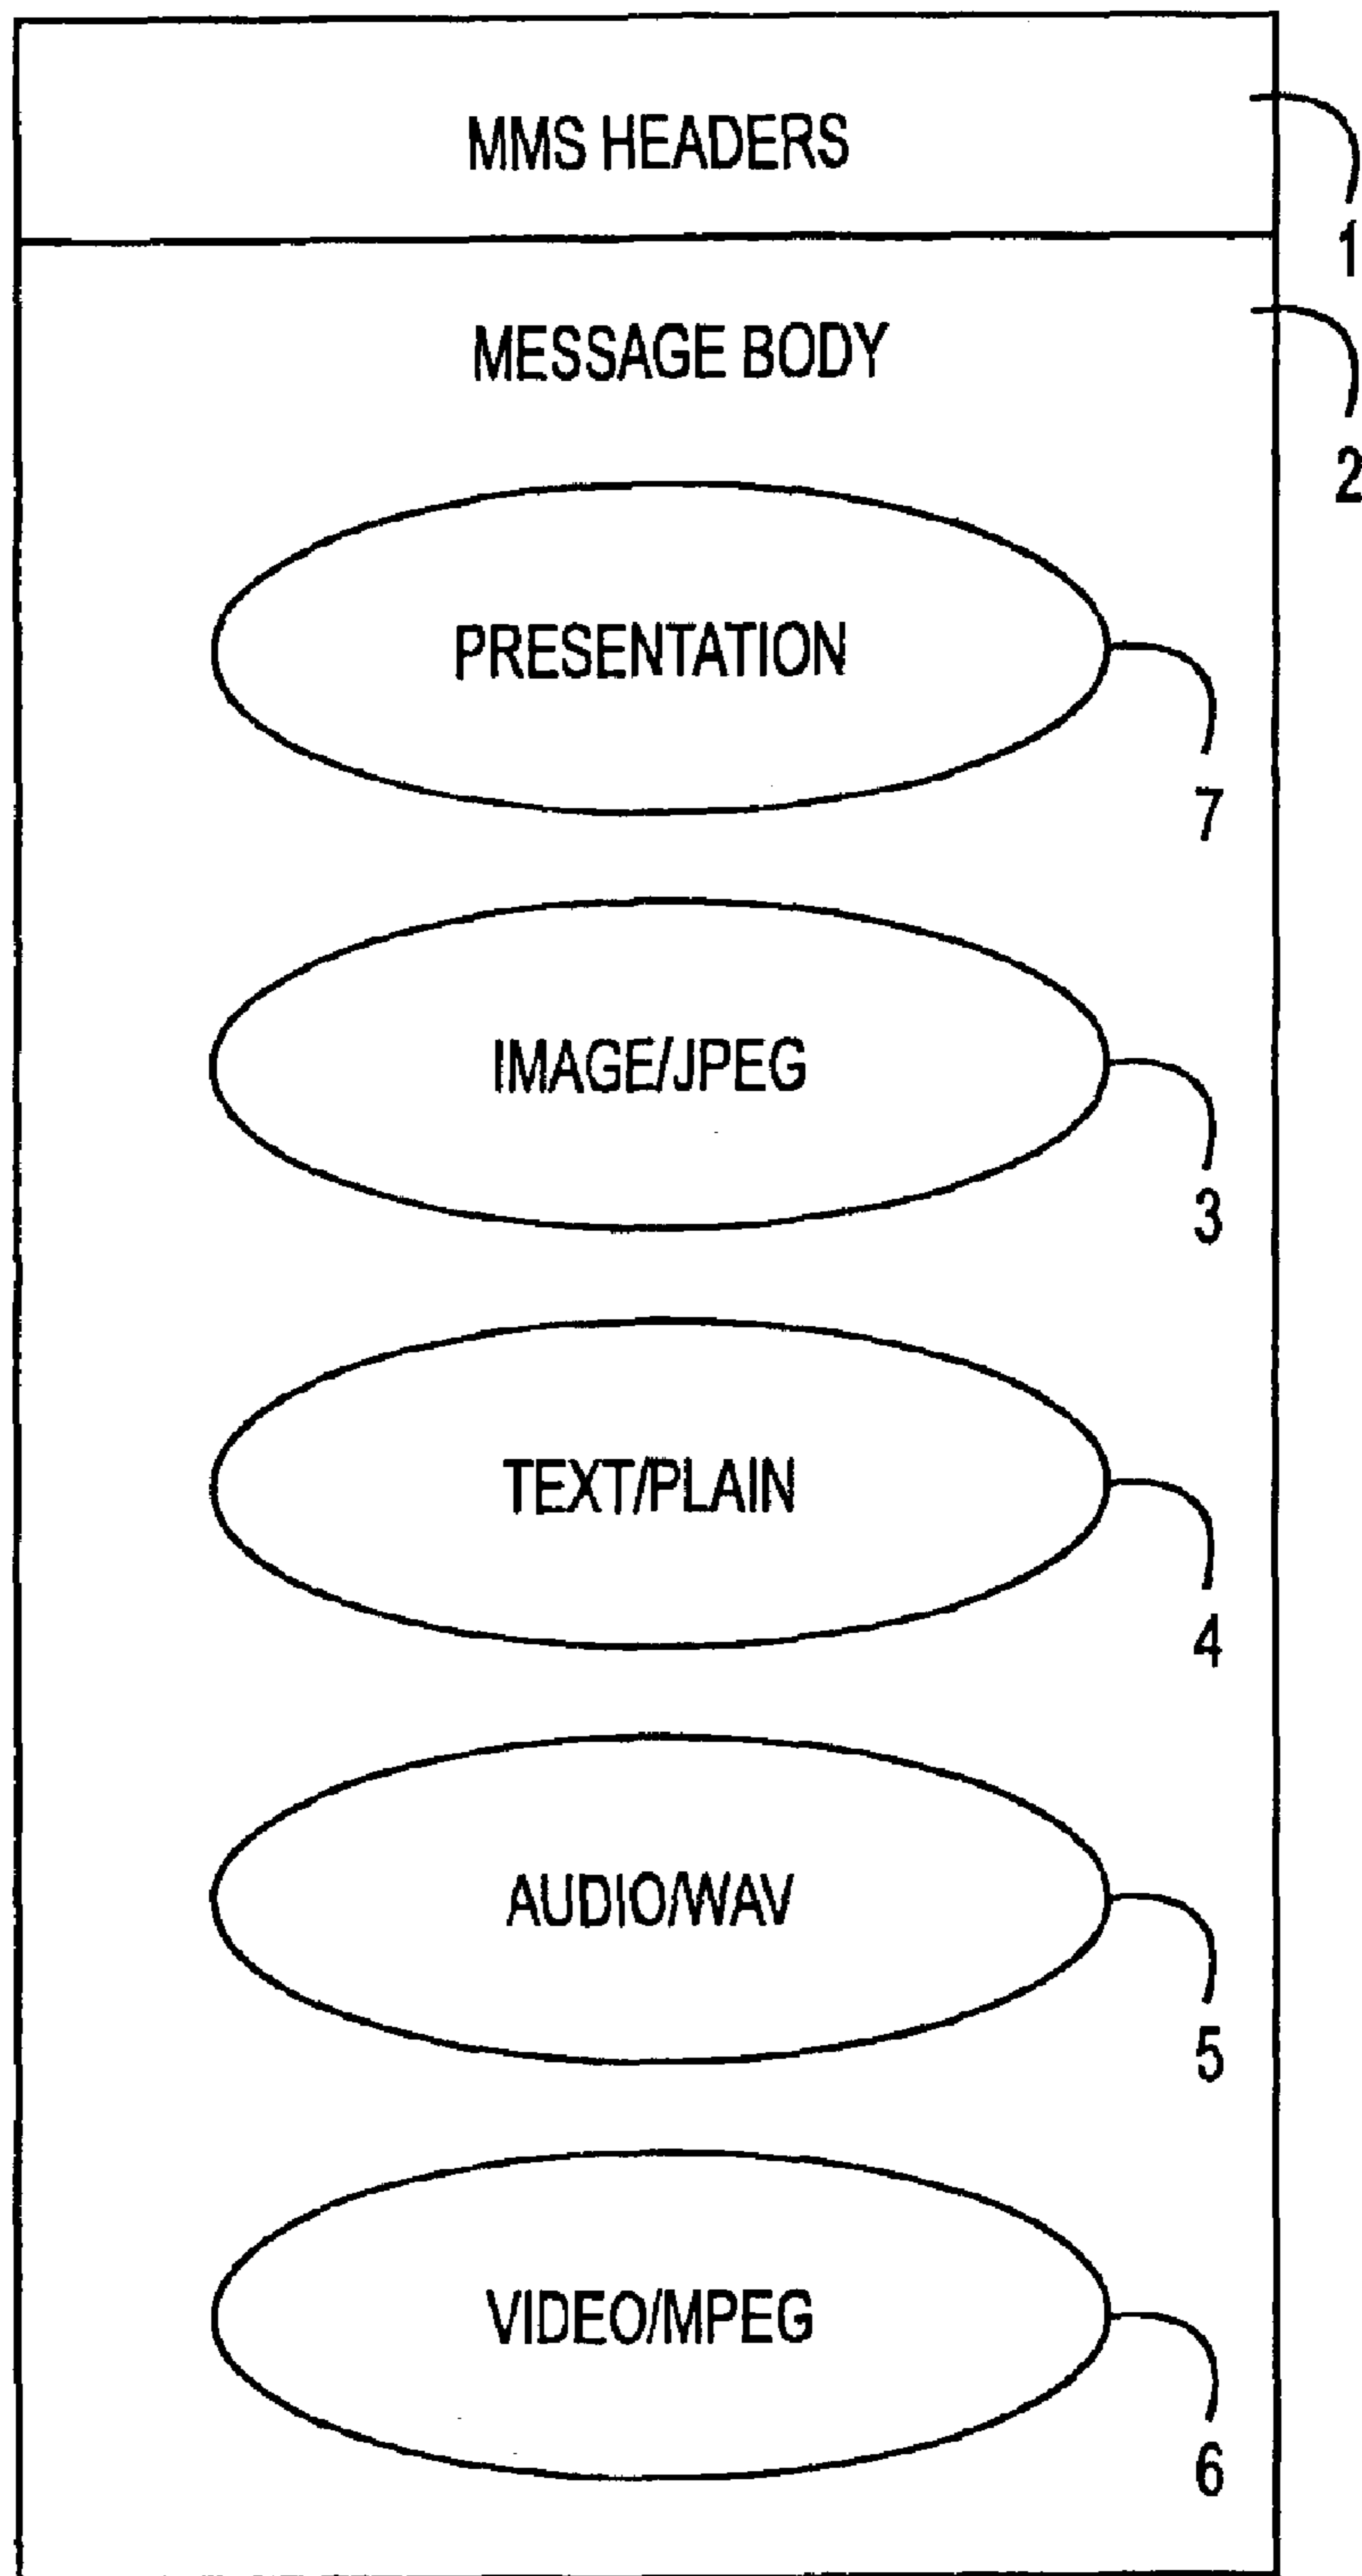 MMS HEADERS
1
MESSAGE BODY
2
PRESENTATION
7
IMAGE/JPEG
3
TEXT/PLAIN
4
AUDIO/WAV
5
VIDEO/MPEG
6